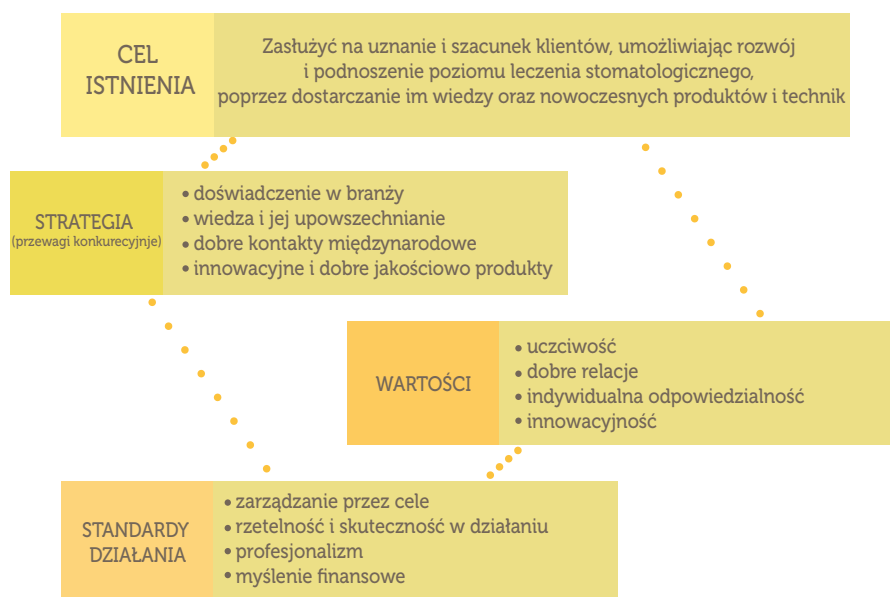 CEL
ISTNIENIA
Zasłużyć na uznanie i szacunek klientów, umożliwiając rozwój
i podnoszenie poziomu leczenia stomatologicznego,
poprzez dostarczanie im wiedzy oraz nowoczesnych produktów i technik
STRATEGIA
(przewagi konkurecyjnje)
• doświadczenie w branży
• wiedza i jej upowszechnianie
• dobre kontakty międzynarodowe
• innowacyjne i dobre jakościowo produkty
WARTOŚCI
• uczciwość
• dobre relacje
• indywidualna odpowiedzialność
• innowacyjność
STANDARDY
DZIAŁANIA
• zarządzanie przez cele
• rzetelność i skuteczność w działaniu
• profesjonalizm
• myślenie finansowe